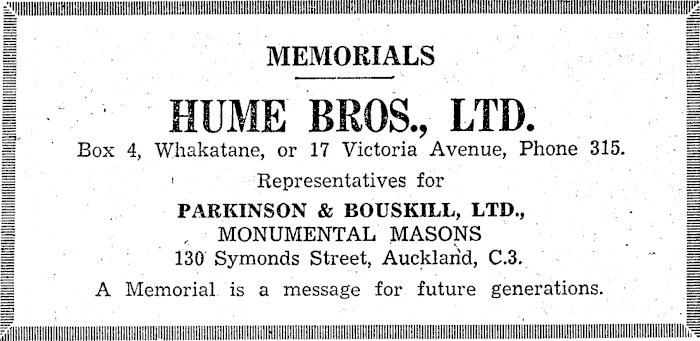 MEMORIALS
HUME BROS., LTD.
Box 4, Whakatane, or 17 Victoria Avenue, Phone 315.
Representatives for
PARKINSON & BOUSKILL, LTD.,
MONUMENTAL MASONS
130 Symonds Street, Auckland, C.3.
A Memorial is a message for future generations.